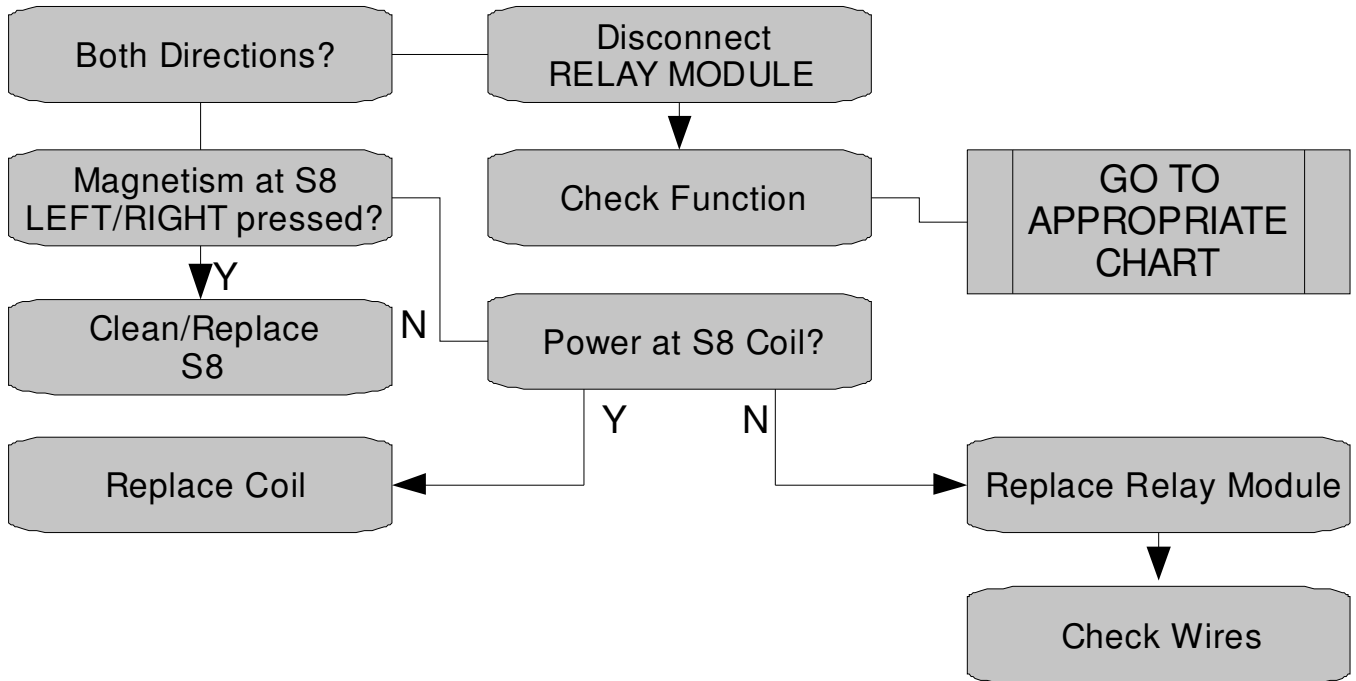 Both Directions?
Disconnect
RELAY MODULE
Magnetism at S8
LEFT/RIGHT pressed?
Check Function
GO TO
APPROPRIATE
CHART
Y
N
Clean/Replace
S8
Power at S8 Coil?
Y
N
Replace Coil
Replace Relay Module
Check Wires